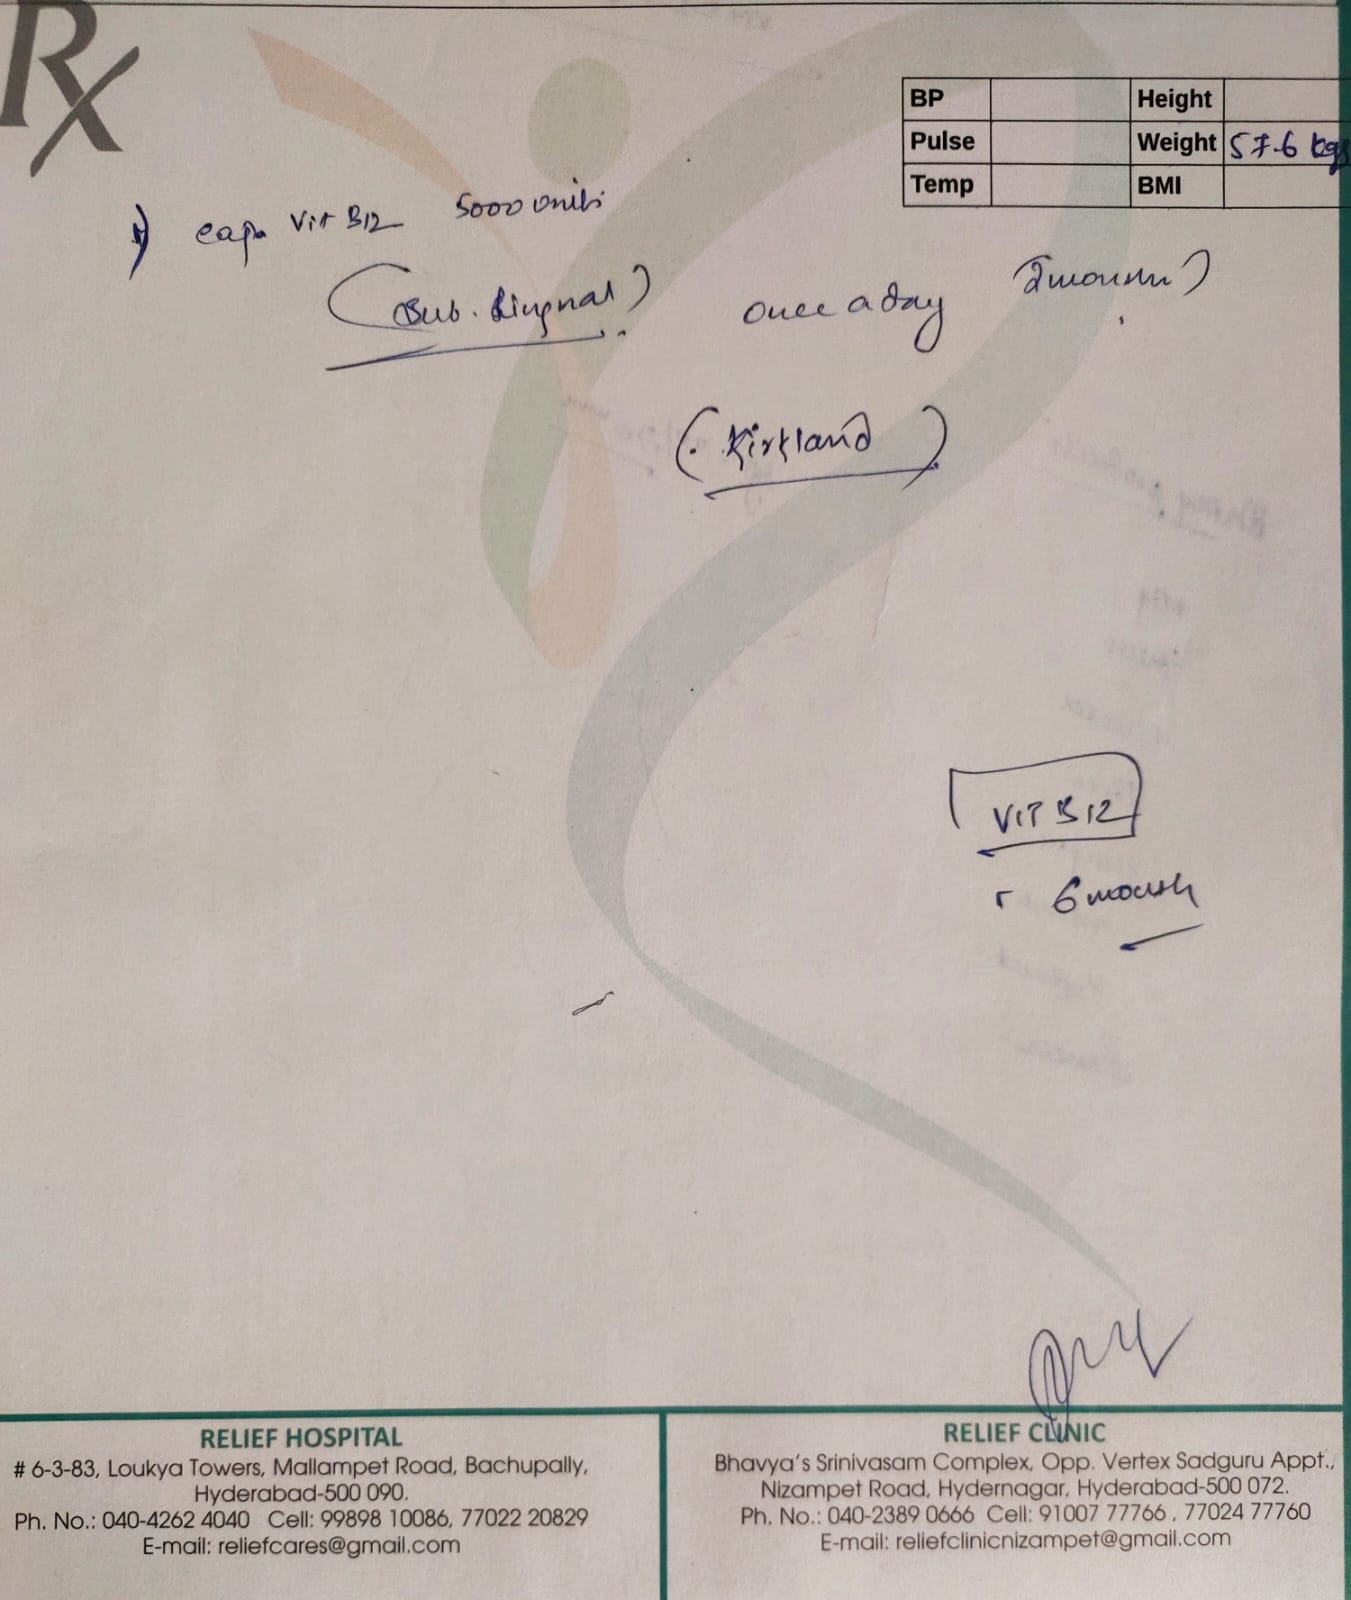 Rx
BP Height
Pulse Weight 57.6 kgs
Temp BMI
1) cap. Vit B12 5000 units
(Sub. Lingual) once a day
(Kirkland)
VIT B12
6 month
RELIEF HOSPITAL
# 6-3-83, Loukya Towers, Mallampet Road, Bachupally,
Hyderabad-500 090.
Ph. No.: 040-4262 4040 Cell: 99898 10086, 77022 20829
E-mail: reliefcares@gmail.com
RELIEF CLINIC
Bhavya's Srinivasam Complex, Opp. Vertex Sadguru Appt.,
Nizampet Road, Hydernagar, Hyderabad-500 072.
Ph. No.: 040-2389 0666 Cell: 91007 77766 , 77024 77760
E-mail: reliefclinicnizampet@gmail.com